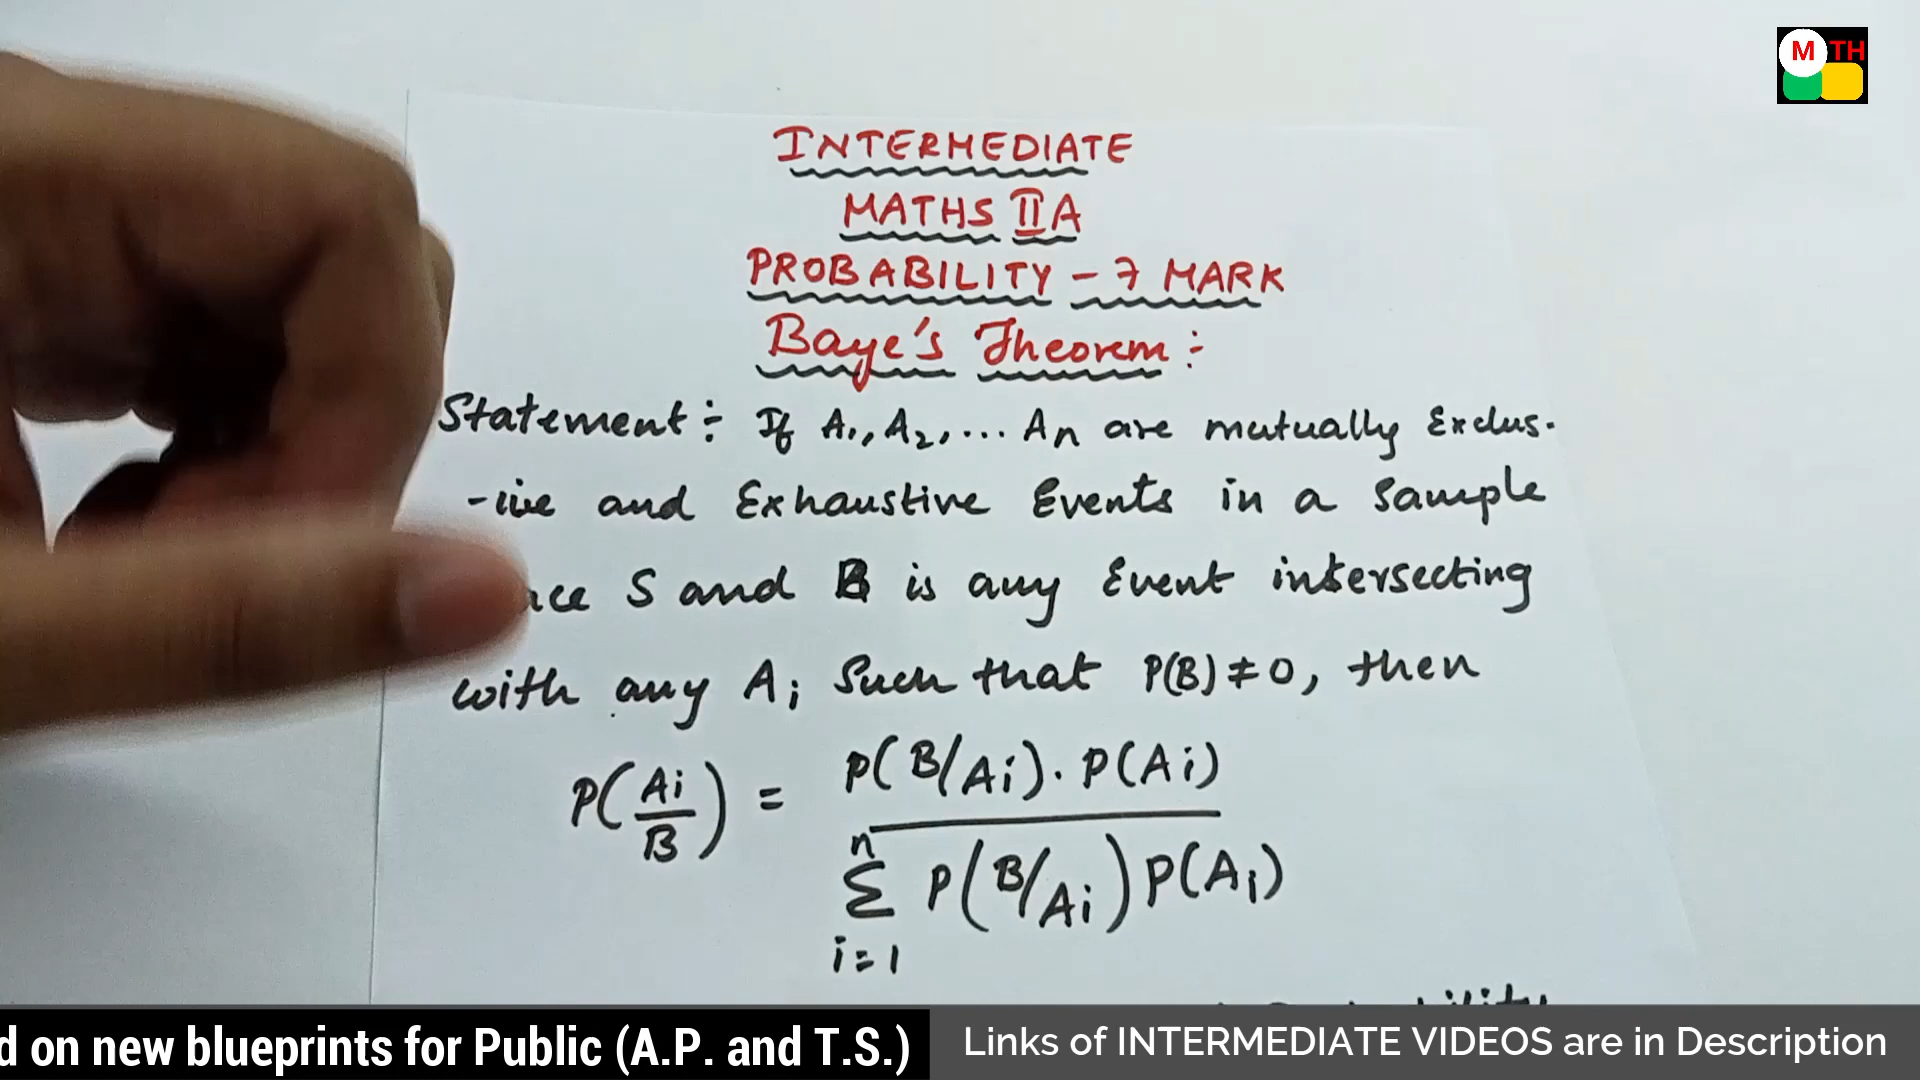 M TH
INTERMEDIATE
MATHS II A
PROBABILITY - 7 MARK
Baye's Theorem :-
Statement :- If A₁, A₂, ... Aₙ are mutually Exclus-
-ive and Exhaustive Events in a Sample
S and B is any Event intersecting
with any Aᵢ Such that P(B) ≠ 0, then
P(Ai/B) = P(B/Ai) . P(Ai)
n
Σ P(B/Ai) P(Ai)
i = 1
d on new blueprints for Public (A.P. and T.S.)
Links of INTERMEDIATE VIDEOS are in Description